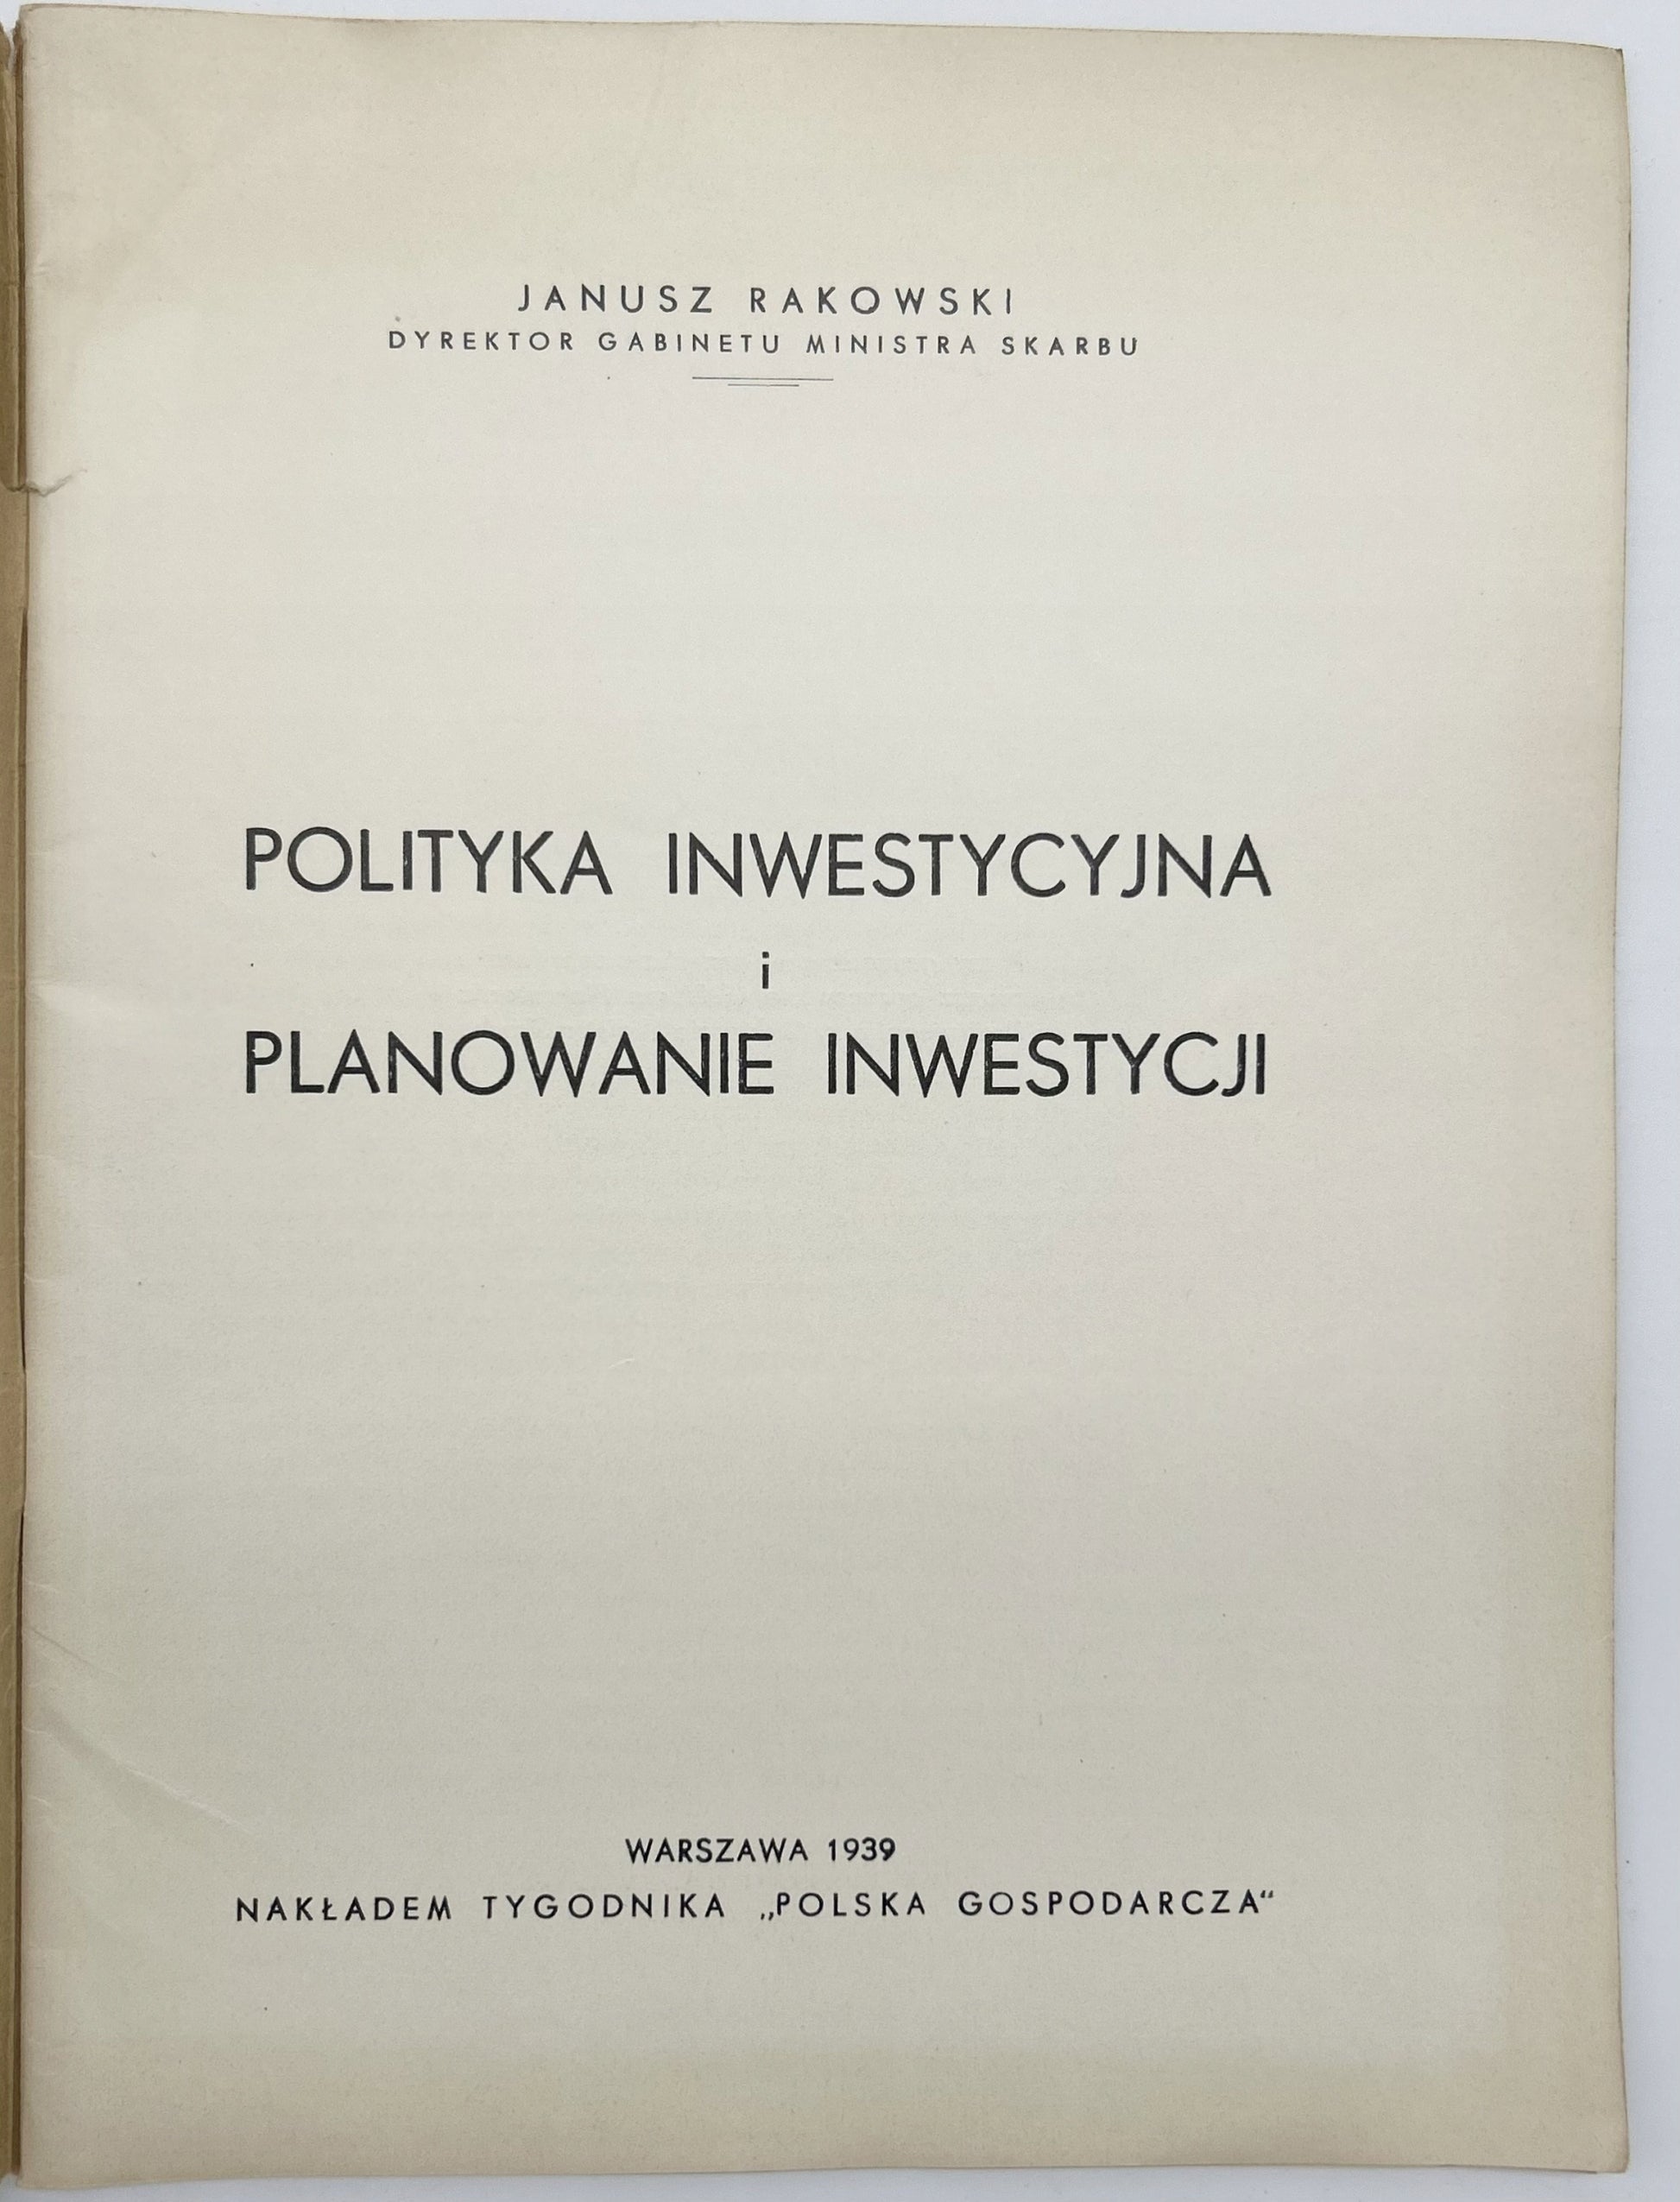 JANUSZ RAKOWSKI
DYREKTOR GABINETU MINISTRA SKARBU
POLITYKA INWESTYCYJNA
i
PLANOWANIE INWESTYCJI
WARSZAWA 1939
NAKŁADEM TYGODNIKA „POLSKA GOSPODARCZA“